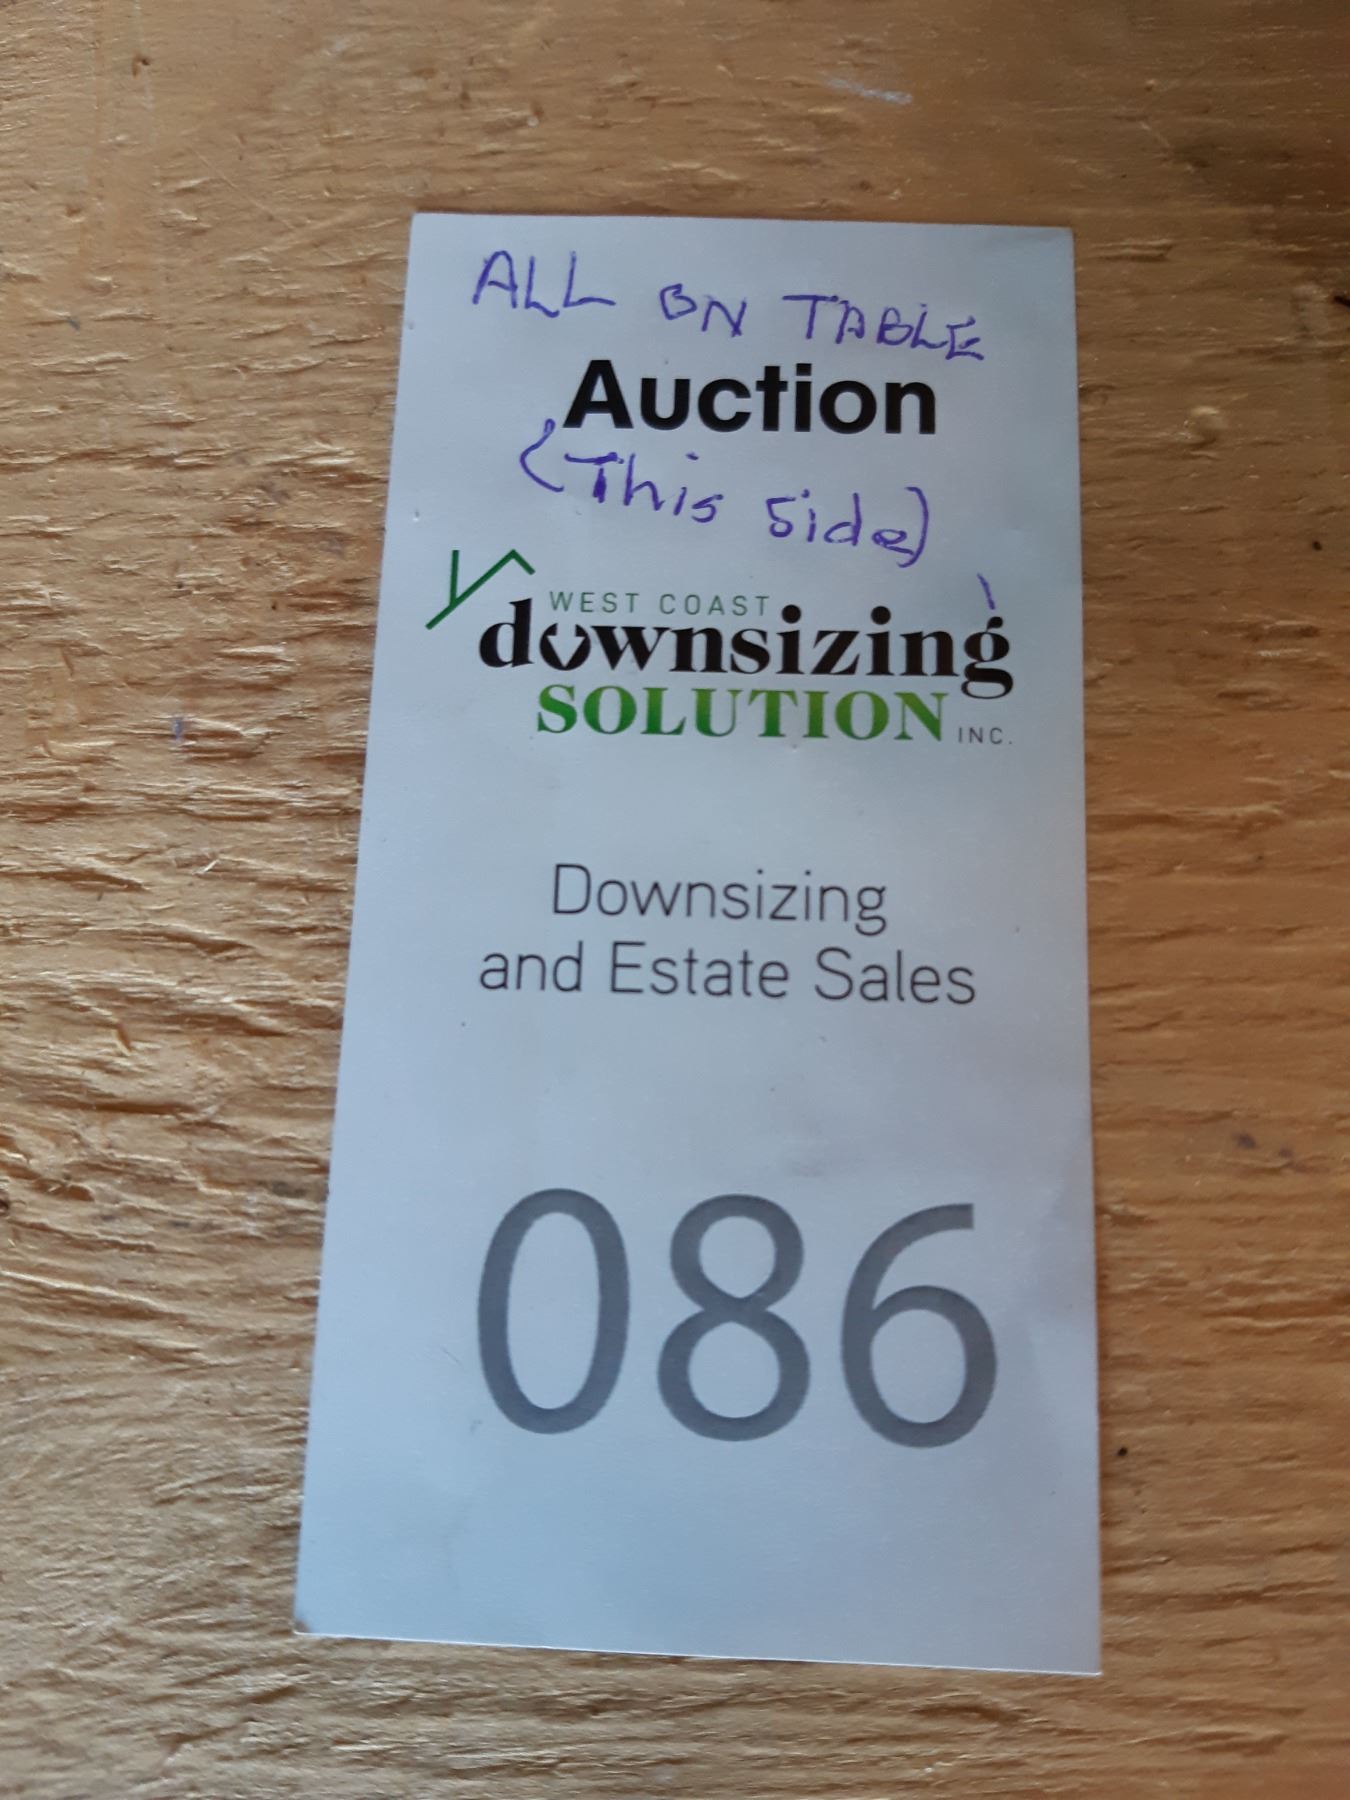 ALL ON TABLE
Auction
(This side)
WEST COAST
downsizing
SOLUTION INC.
Downsizing
and Estate Sales
086